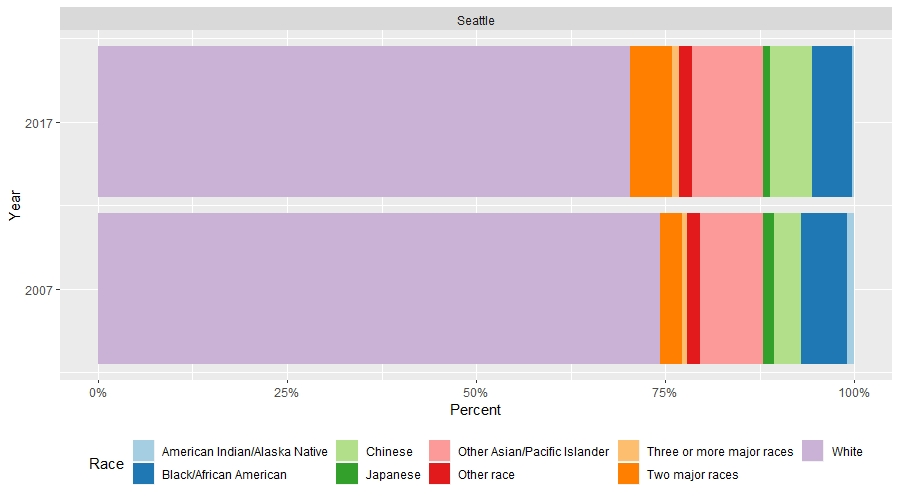 Seattle
2017
2007
Year
0% 25% 50% 75% 100%
Percent
Race
American Indian/Alaska Native Chinese Other Asian/Pacific Islander Three or more major races White
Black/African American Japanese Other race Two major races